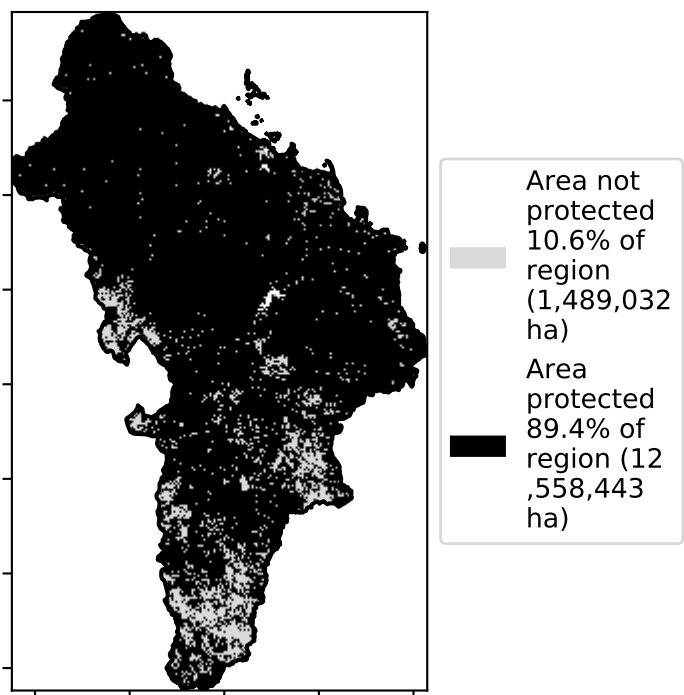 Area not
protected
10.6% of
region
(1,489,032
ha)
Area
protected
89.4% of
region (12
,558,443
ha)